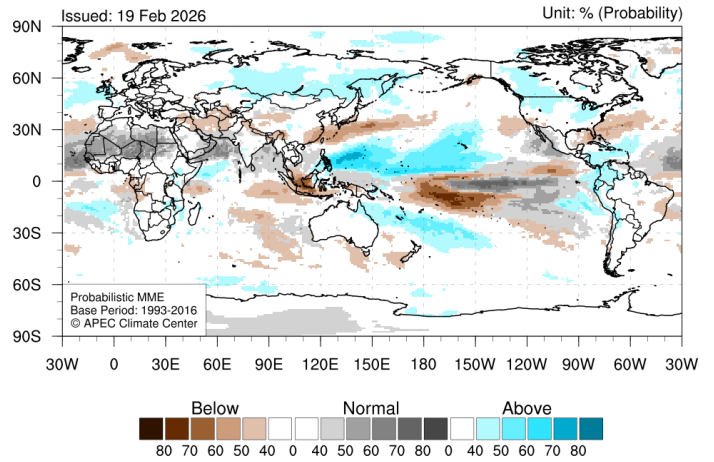 Issued: 19 Feb 2026
Unit: % (Probability)
90N
60N
30N
0
30S
60S
90S
Probabilistic MME
Base Period: 1993-2016
© APEC Climate Center
30W 0 30E 60E 90E 120E 150E 180 150W 120W 90W 60W 30W
Below Normal Above
80 70 60 50 40 0 40 50 60 70 80 0 40 50 60 70 80